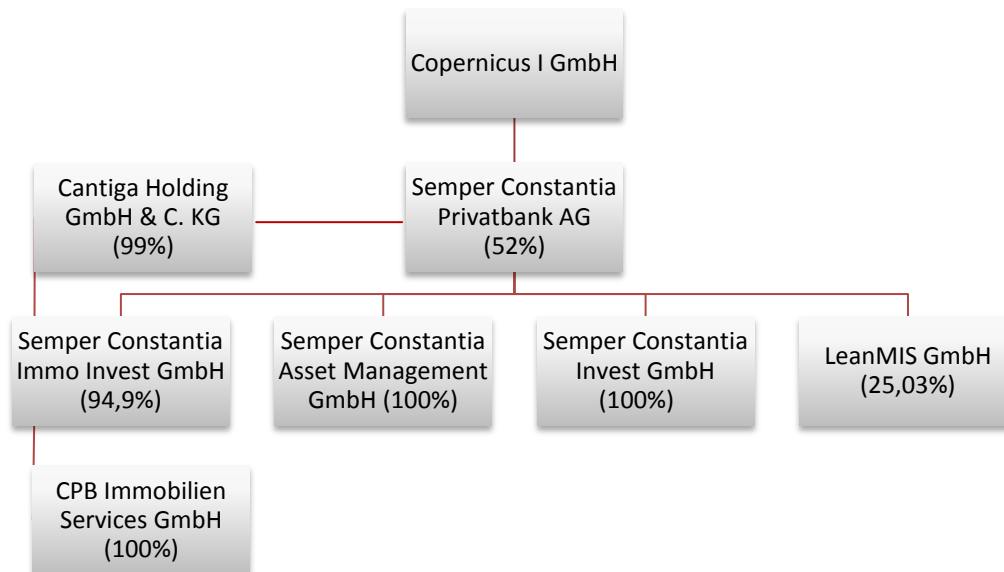 Copernicus I GmbH
Cantiga Holding
GmbH & C. KG
(99%)
Semper Constantia
Privatbank AG
(52%)
Semper Constantia
Immo Invest GmbH
(94,9%)
Semper Constantia
Asset Management
GmbH (100%)
Semper Constantia
Invest GmbH
(100%)
LeanMIS GmbH
(25,03%)
CPB Immobilien
Services GmbH
(100%)